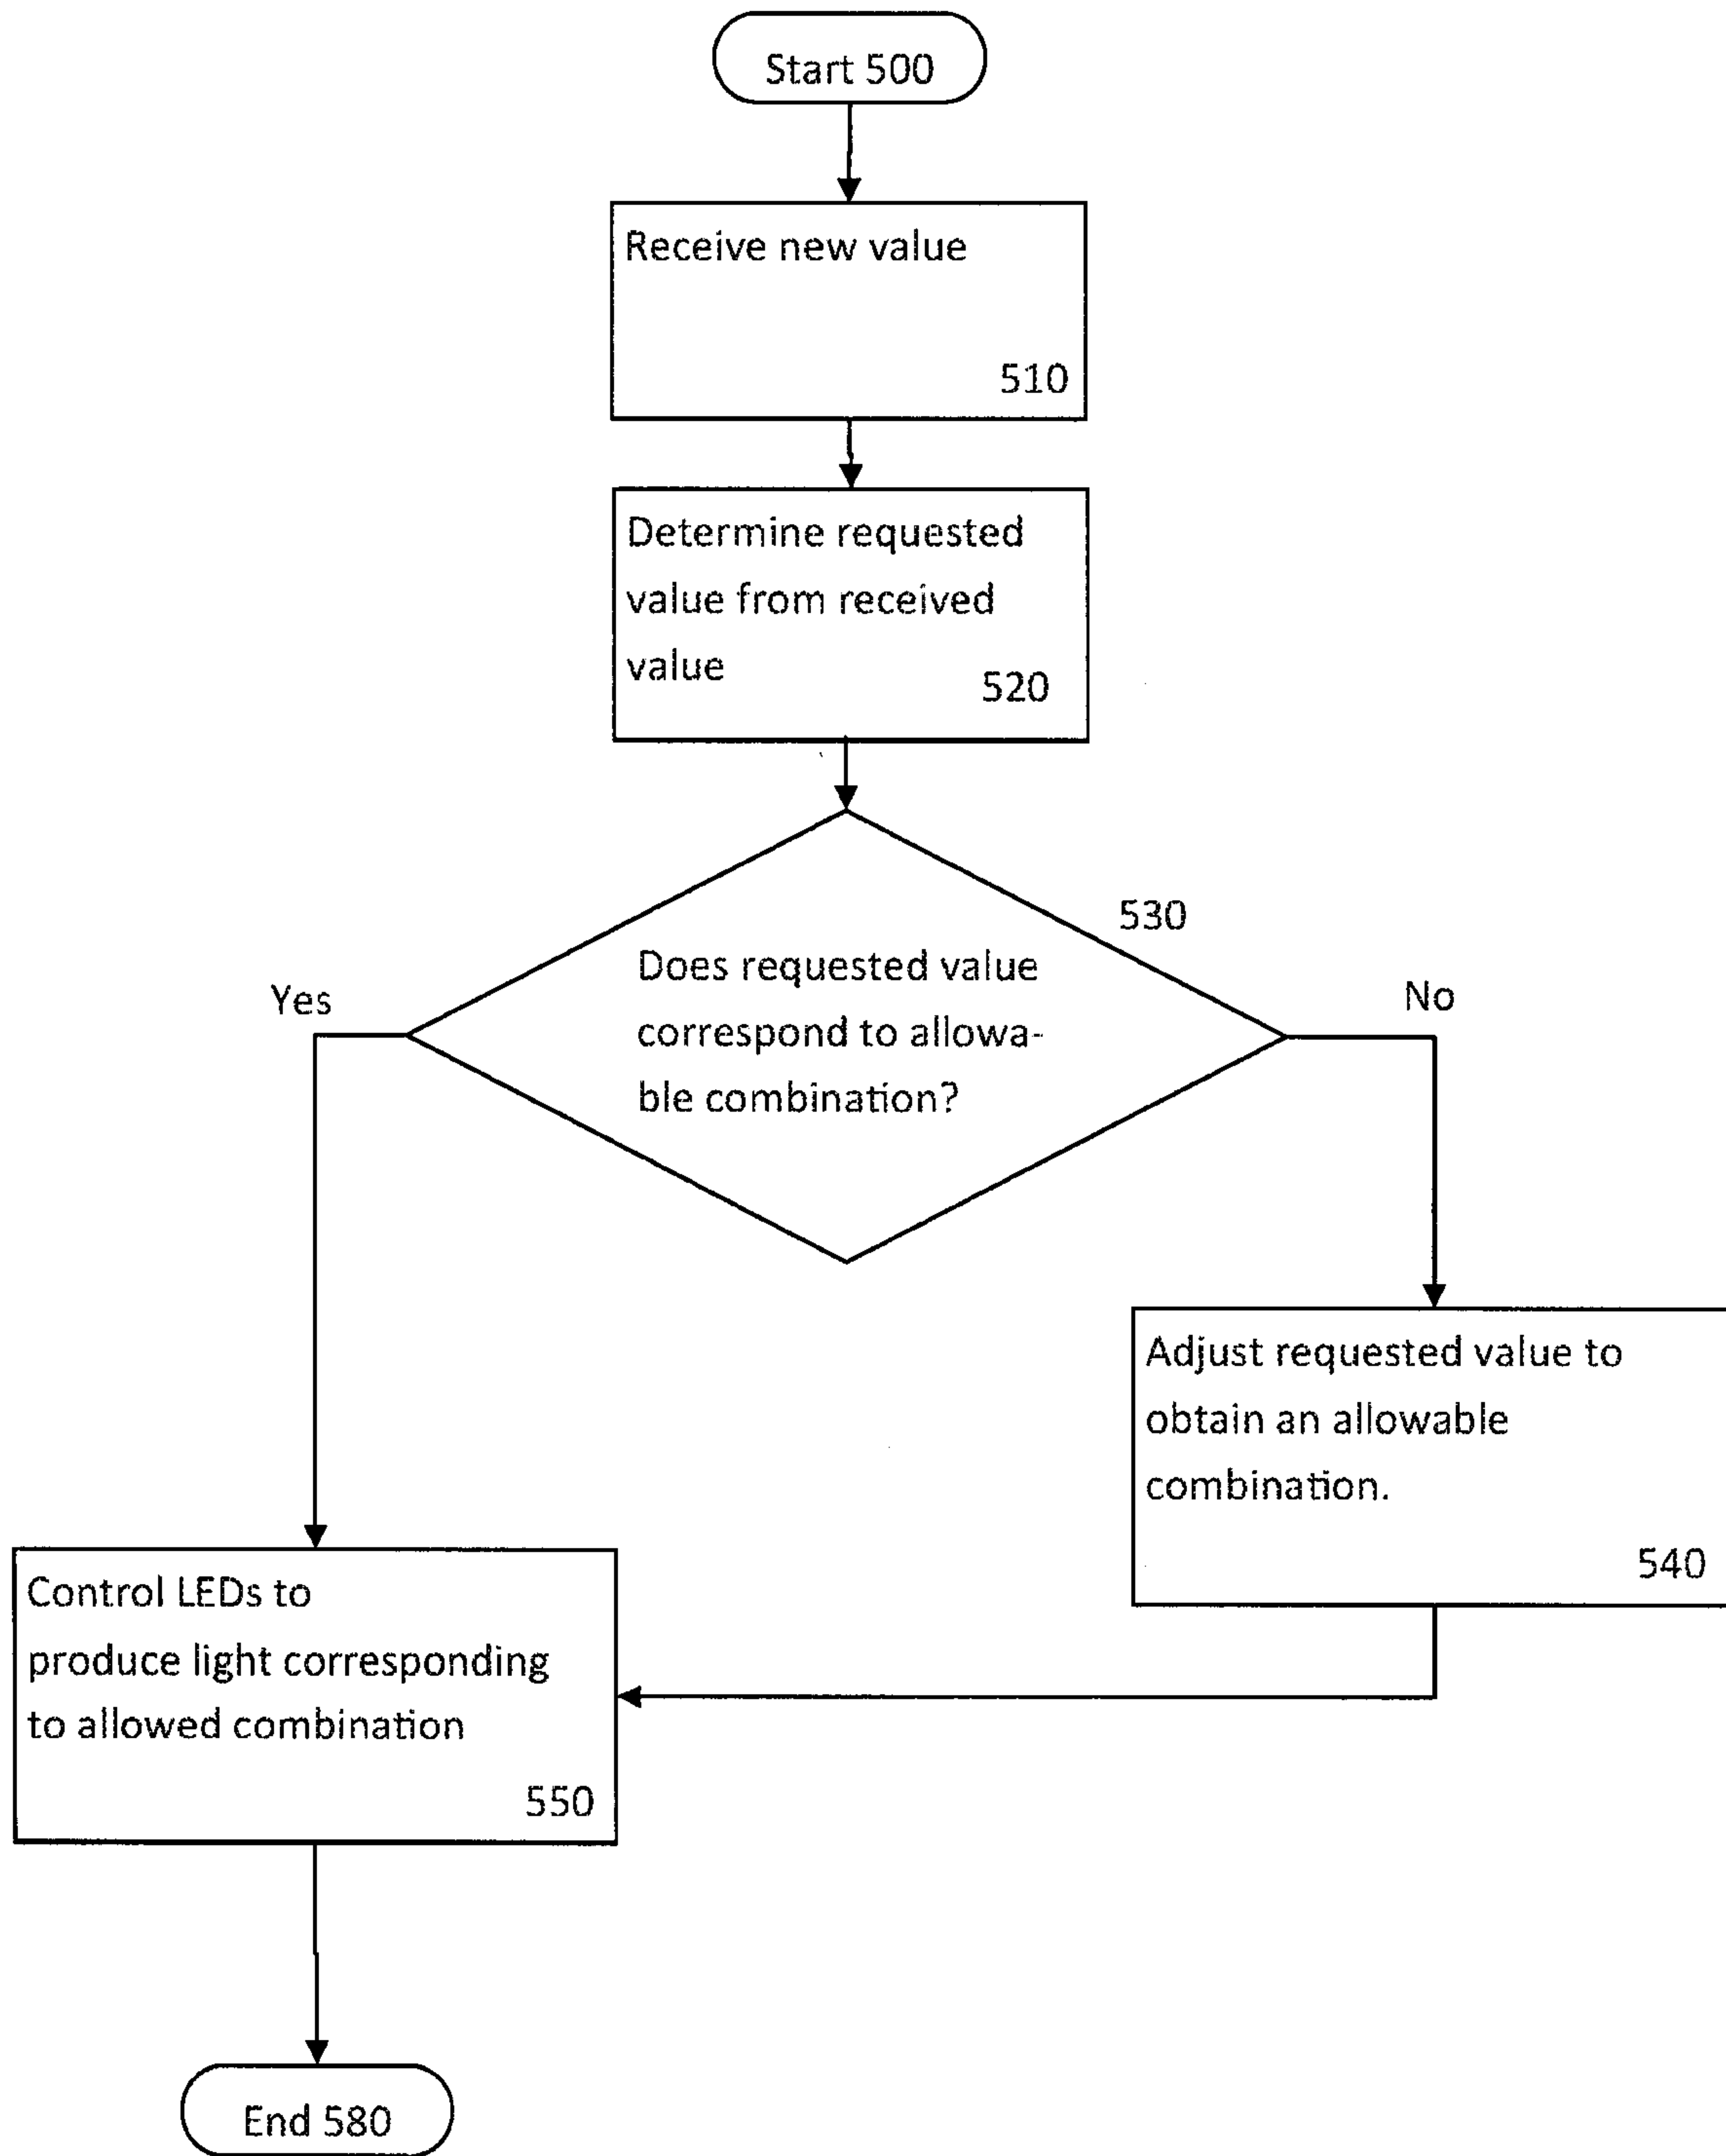 Start 500
Receive new value
510
Determine requested
value from received
value
520
530
Does requested value
correspond to allowa-
ble combination?
Yes
No
Adjust requested value to
obtain an allowable
combination.
540
Control LEDs to
produce light corresponding
to allowed combination
550
End 580